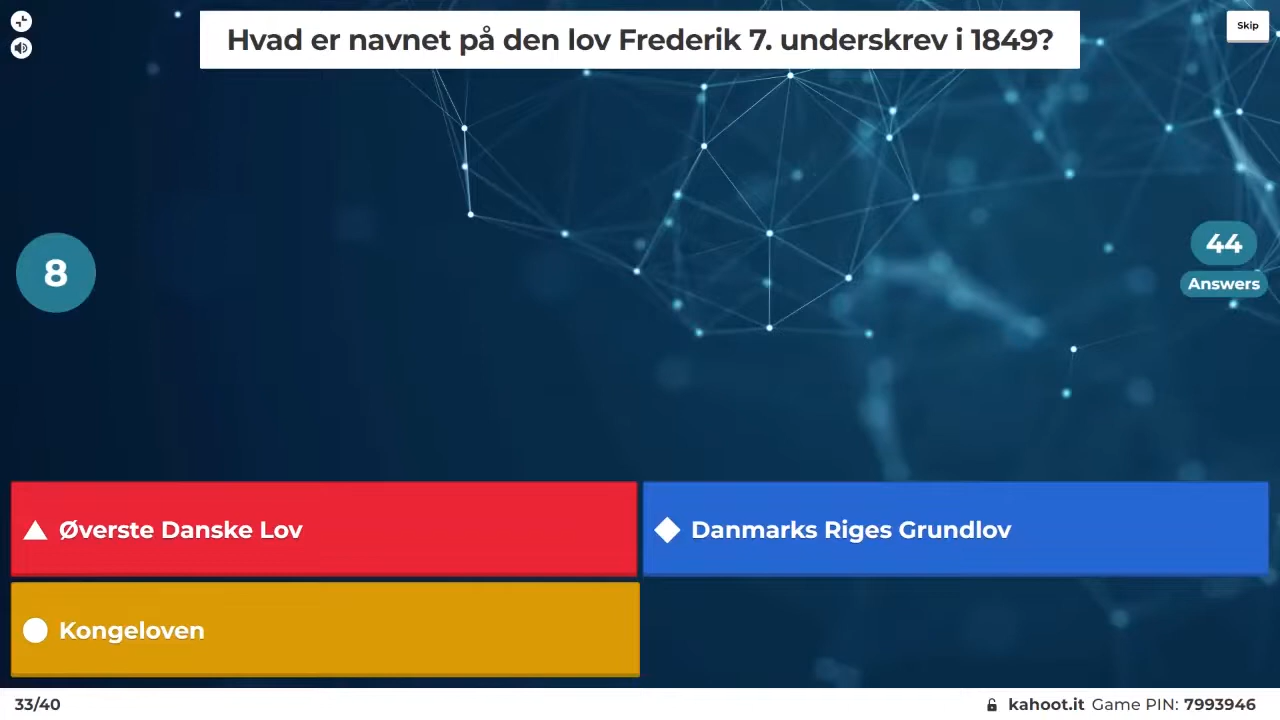 Hvad er navnet på den lov Frederik 7. underskrev i 1849?
Skip
8
44
Answers
Øverste Danske Lov
Danmarks Riges Grundlov
Kongeloven
33/40
kahoot.it Game PIN: 7993946